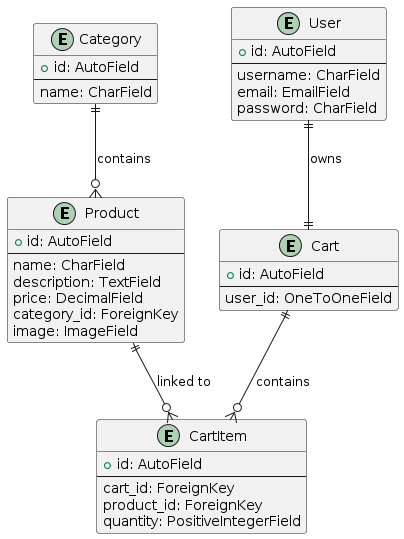 E Category
id: AutoField
name: CharField
E User
id: AutoField
username: CharField
email: EmailField
password: CharField
contains
owns
E Product
id: AutoField
name: CharField
description: TextField
price: DecimalField
category_id: ForeignKey
image: ImageField
E Cart
id: AutoField
user_id: OneToOneField
linked to
contains
E CartItem
id: AutoField
cart_id: ForeignKey
product_id: ForeignKey
quantity: PositiveIntegerField